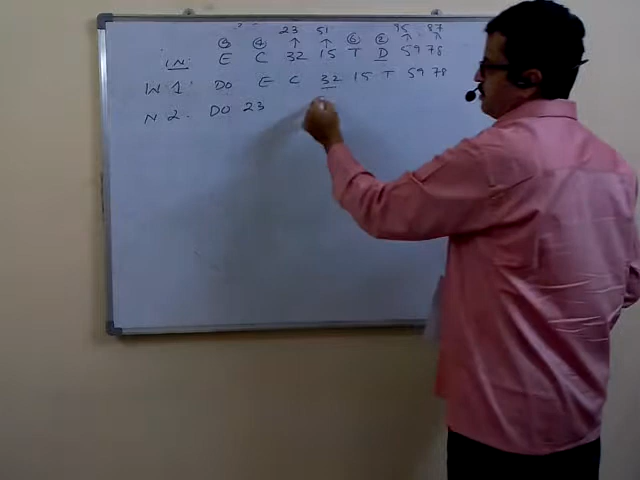 23 51 95 87
③ ④ ↑ ↑ ⑥ ② ↑ ↑
IN: E C 32 15 T D 59 78
W 1: DO E C 32 15 T 59 78
N 2. DO 23